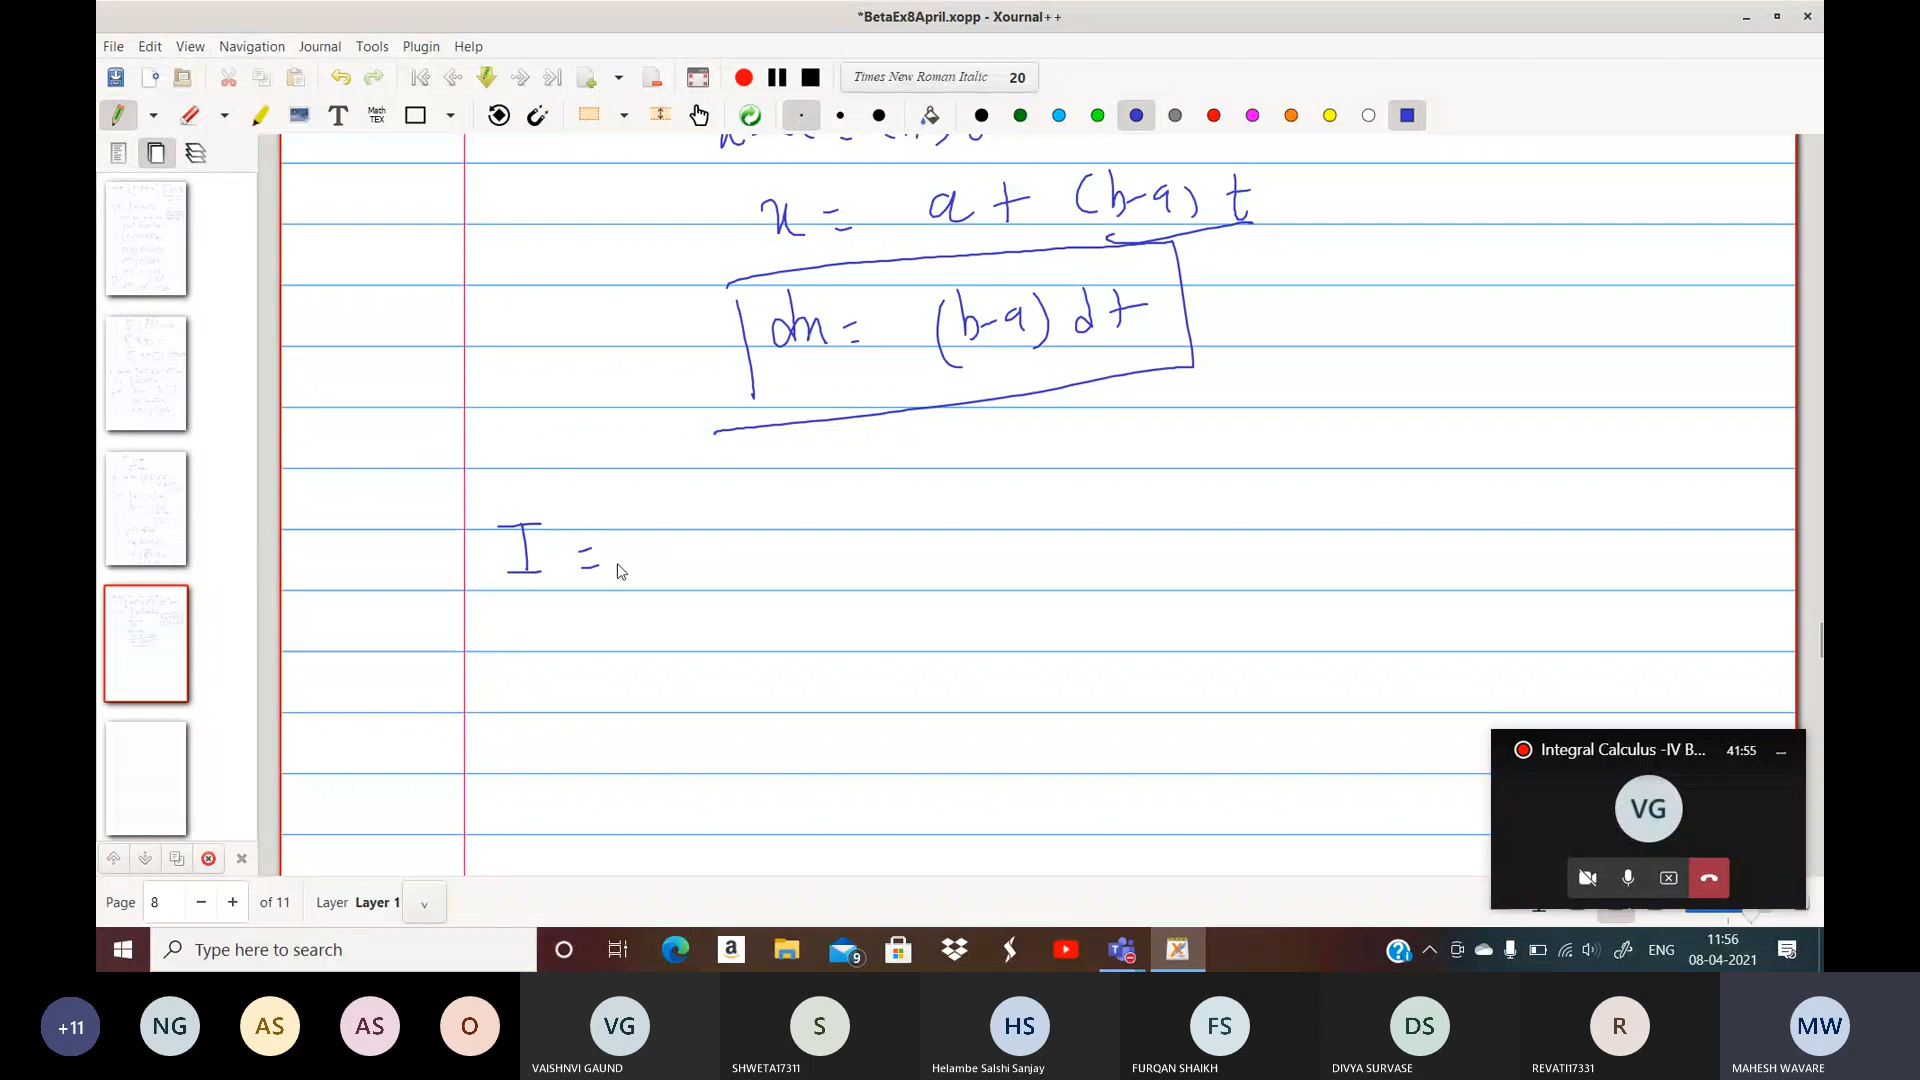 *BetaEx8April.xopp - Xournal++
File Edit View Navigation Journal Tools Plugin Help
Times New Roman Italic 20
T Math TEX
x = a + (b-a) t
dx = (b-a) dt
I =
Integral Calculus -IV B... 41:55
VG
Page 8 of 11 Layer Layer 1
Type here to search
a
9
ENG
11:56
08-04-2021
+11 NG AS AS O VG S HS FS DS R MW
VAISHNVI GAUND SHWETA17311 Helambe Salshi Sanjay FURQAN SHAIKH DIVYA SURVASE REVATI17331 MAHESH WAVARE